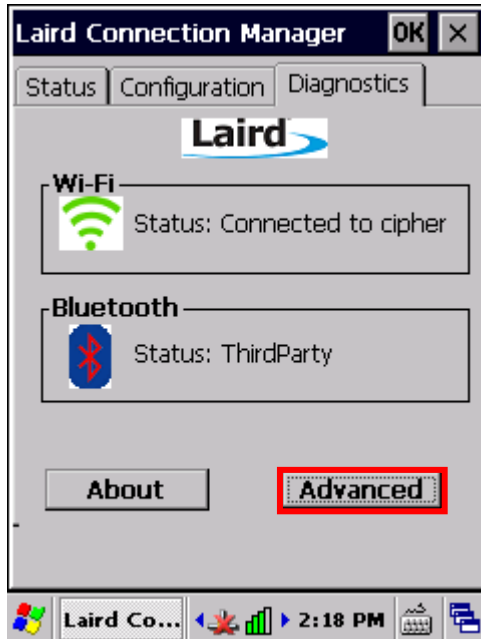 Laird Connection Manager OK ×
Status Configuration Diagnostics
Laird
Wi-Fi
Status: Connected to cipher
Bluetooth
Status: ThirdParty
About Advanced
Laird Co... 2:18 PM